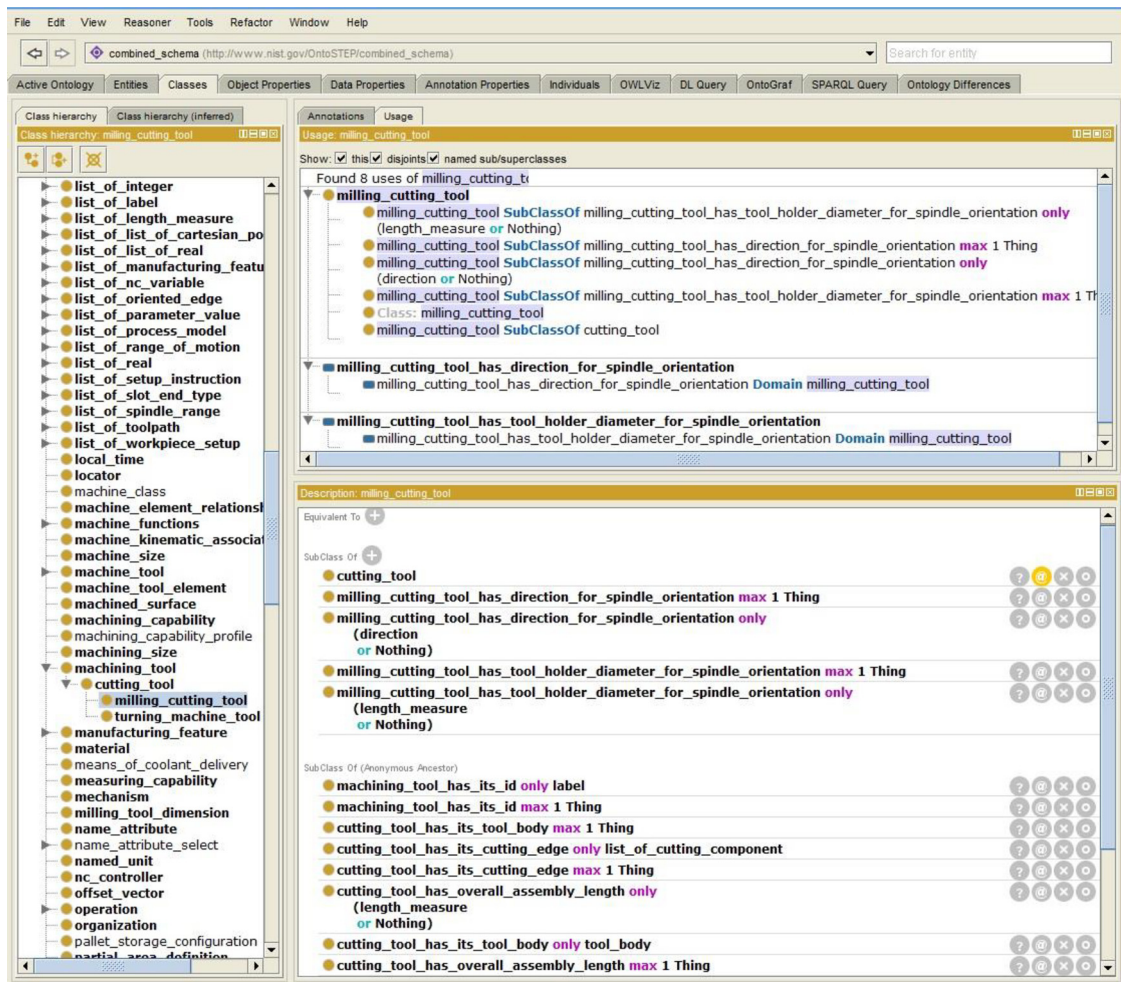 File Edit View Reasoner Tools Refactor Window Help
combined_schema (http://www.nist.gov/OntoSTEP/combined_schema)
Search for entity
Active Ontology Entities Classes Object Properties Data Properties Annotation Properties Individuals OWLViz DL Query OntoGraf SPARQL Query Ontology Differences
Class hierarchy Class hierarchy (inferred)
Class hierarchy: milling_cutting_tool
list_of_integer
list_of_label
list_of_length_measure
list_of_list_of_cartesian_po
list_of_list_of_real
list_of_manufacturing_featu
list_of_nc_variable
list_of_oriented_edge
list_of_parameter_value
list_of_process_model
list_of_range_of_motion
list_of_real
list_of_setup_instruction
list_of_slot_end_type
list_of_spindle_range
list_of_toolpath
list_of_workpiece_setup
local_time
locator
machine_class
machine_element_relationsh
machine_functions
machine_kinematic_associat
machine_size
machine_tool
machine_tool_element
machined_surface
machining_capability
machining_capability_profile
machining_size
machining_tool
cutting_tool
milling_cutting_tool
turning_machine_tool
manufacturing_feature
material
means_of_coolant_delivery
measuring_capability
mechanism
milling_tool_dimension
name_attribute
name_attribute_select
named_unit
nc_controller
offset_vector
operation
organization
pallet_storage_configuration
partial_area_definition
Annotations Usage
Usage: milling_cutting_tool
Show: this disjoints named sub/superclasses
Found 8 uses of milling_cutting_to
milling_cutting_tool
milling_cutting_tool SubClassOf milling_cutting_tool_has_tool_holder_diameter_for_spindle_orientation only
(length_measure or Nothing)
milling_cutting_tool SubClassOf milling_cutting_tool_has_direction_for_spindle_orientation max 1 Thing
milling_cutting_tool SubClassOf milling_cutting_tool_has_direction_for_spindle_orientation only
(direction or Nothing)
milling_cutting_tool SubClassOf milling_cutting_tool_has_tool_holder_diameter_for_spindle_orientation max 1 Th
Class: milling_cutting_tool
milling_cutting_tool SubClassOf cutting_tool
milling_cutting_tool_has_direction_for_spindle_orientation
milling_cutting_tool_has_direction_for_spindle_orientation Domain milling_cutting_tool
milling_cutting_tool_has_tool_holder_diameter_for_spindle_orientation
milling_cutting_tool_has_tool_holder_diameter_for_spindle_orientation Domain milling_cutting_tool
Description: milling_cutting_tool
Equivalent To
SubClass Of
cutting_tool
milling_cutting_tool_has_direction_for_spindle_orientation max 1 Thing
milling_cutting_tool_has_direction_for_spindle_orientation only
(direction
or Nothing)
milling_cutting_tool_has_tool_holder_diameter_for_spindle_orientation max 1 Thing
milling_cutting_tool_has_tool_holder_diameter_for_spindle_orientation only
(length_measure
or Nothing)
SubClass Of (Anonymous Ancestor)
machining_tool_has_its_id only label
machining_tool_has_its_id max 1 Thing
cutting_tool_has_its_tool_body max 1 Thing
cutting_tool_has_its_cutting_edge only list_of_cutting_component
cutting_tool_has_its_cutting_edge max 1 Thing
cutting_tool_has_overall_assembly_length only
(length_measure
or Nothing)
cutting_tool_has_its_tool_body only tool_body
cutting_tool_has_overall_assembly_length max 1 Thing